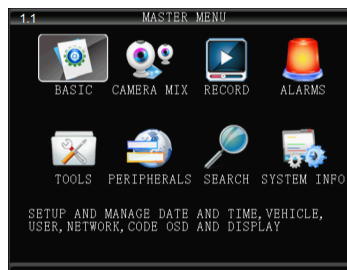 1.1 MASTER MENU
BASIC CAMERA MIX RECORD ALARMS
TOOLS PERIPHERALS SEARCH SYSTEM INFO
SETUP AND MANAGE DATE AND TIME,VEHICLE,
USER,NETWORK,CODE OSD AND DISPLAY